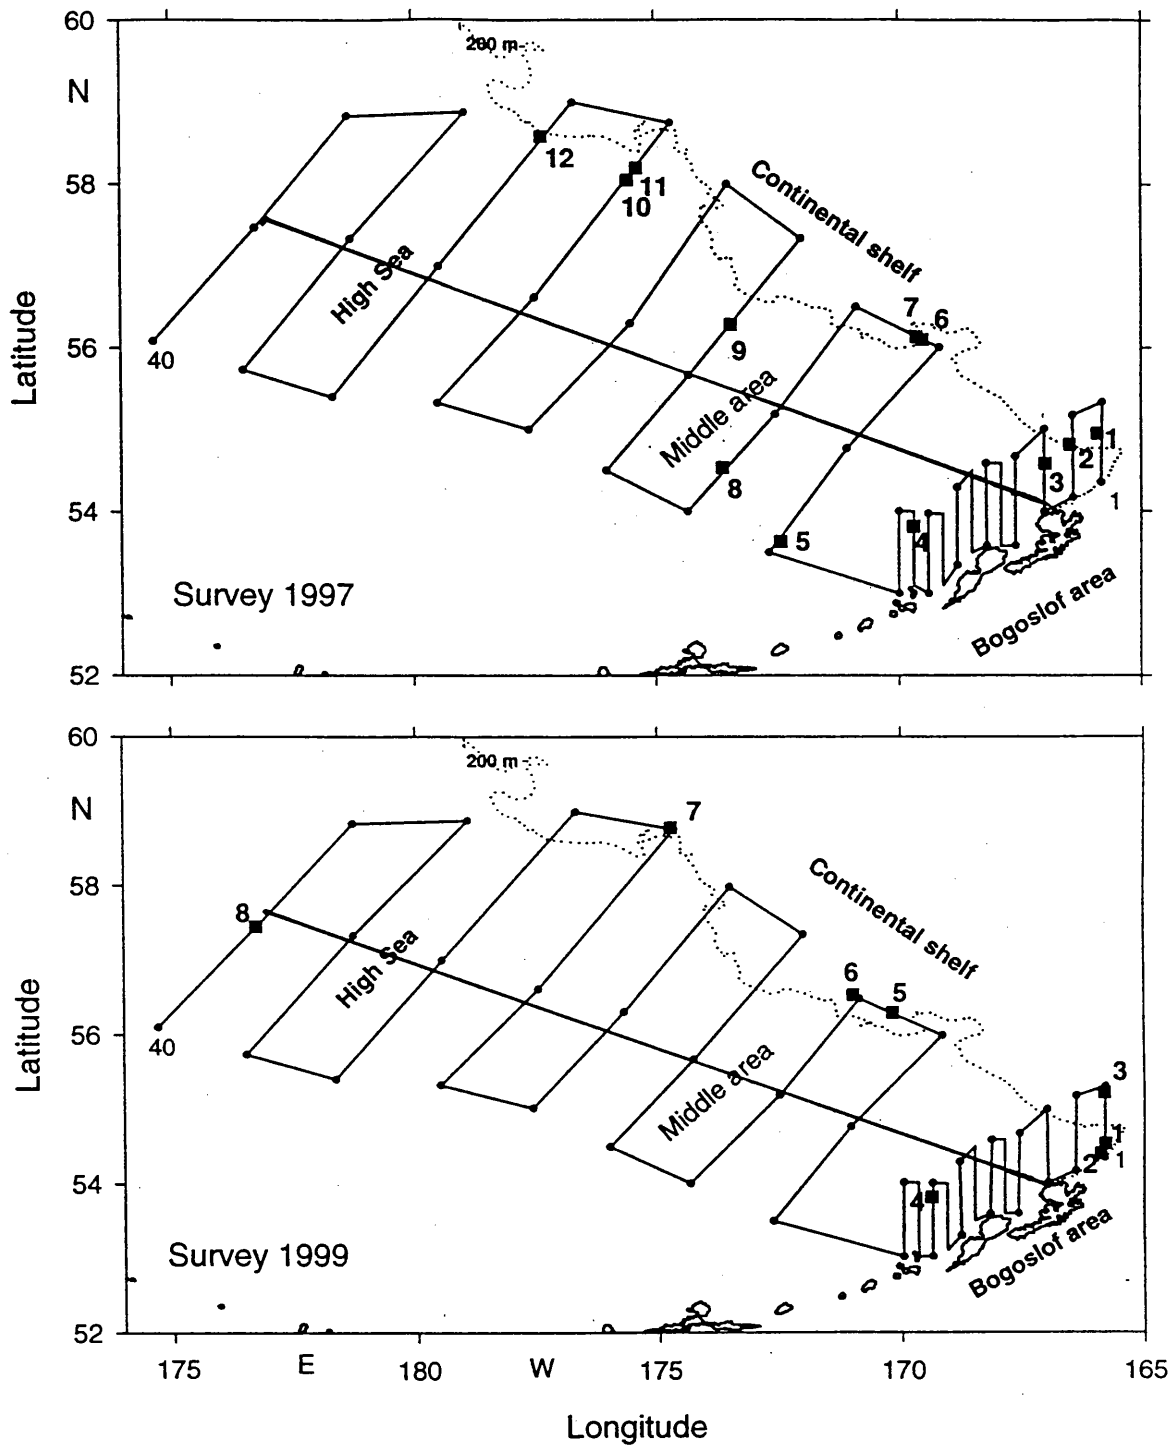 60
200 m
N
12
11
10
58
Continental shelf
High Sea
7
6
Latitude
56
40
9
Middle area
1
2
8
3
54
1
5
4
Survey 1997
Bogoslof area
52
60
200 m
N
7
58
8
Continental shelf
High Sea
6
5
Latitude
56
40
Middle area
3
1
2
1
54
4
Survey 1999
Bogoslof area
52
175
E
180
W
175
170
165
Longitude